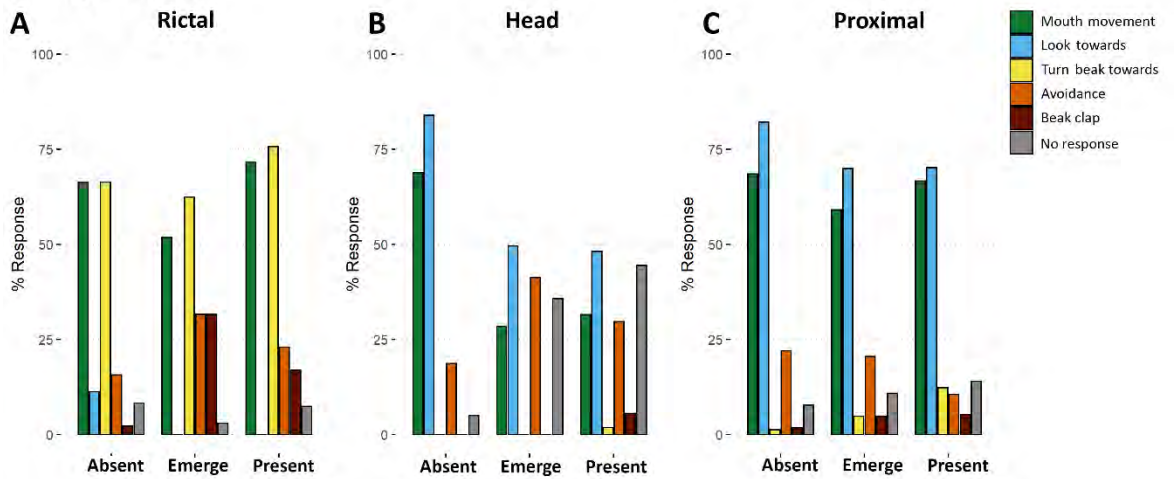 A Rictal
100
75
50
25
0
% Response
Absent Emerge Present
B Head
100
75
50
25
0
% Response
Absent Emerge Present
C Proximal
100
75
50
25
0
% Response
Absent Emerge Present
Mouth movement
Look towards
Turn beak towards
Avoidance
Beak clap
No response